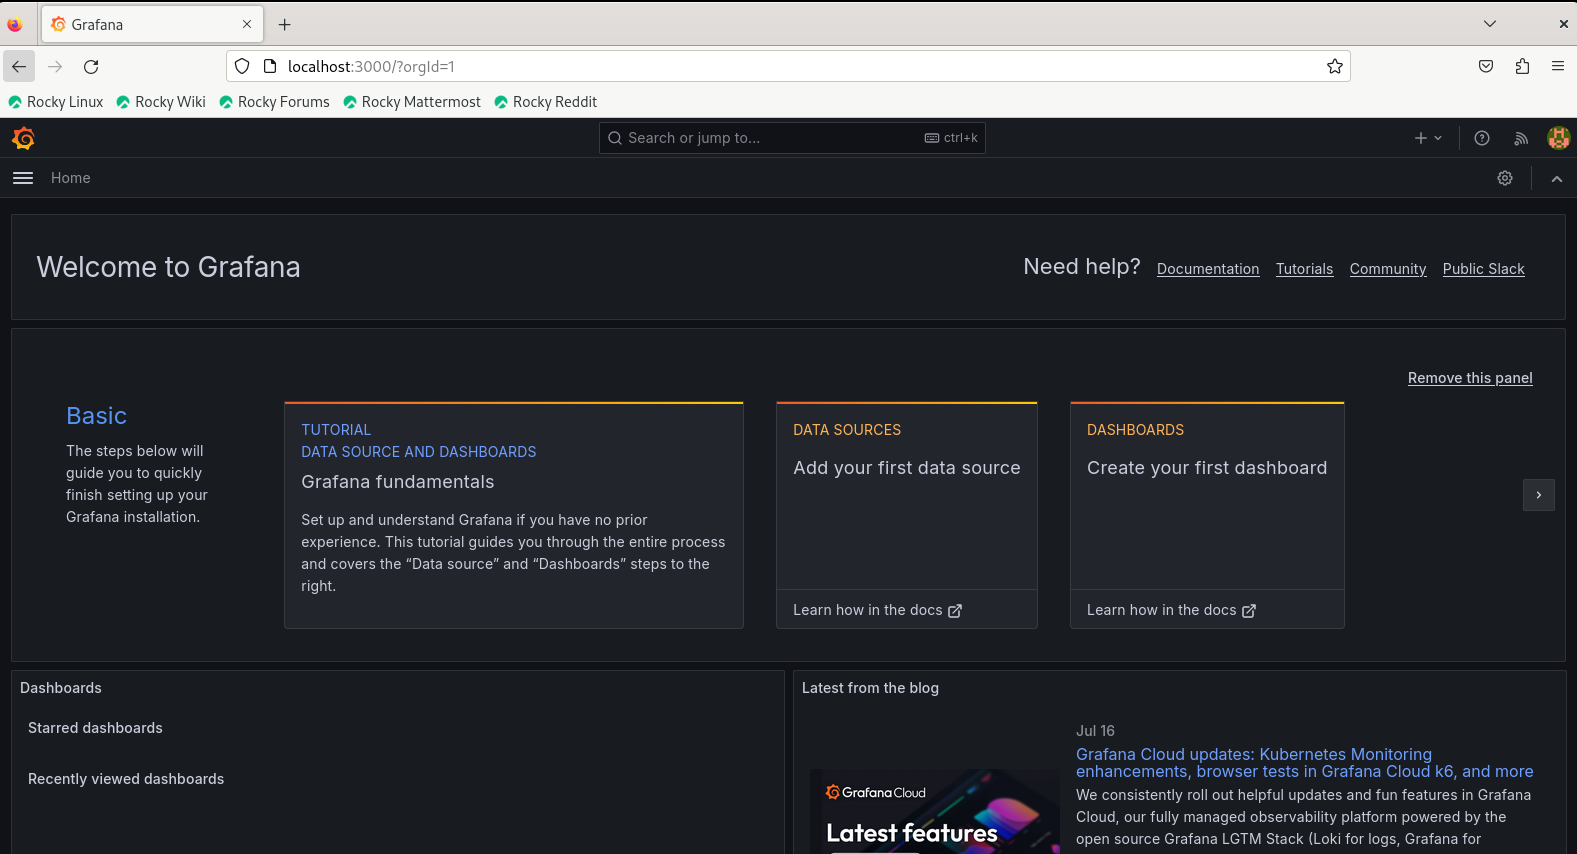 Grafana
localhost:3000/?orgId=1
Rocky Linux Rocky Wiki Rocky Forums Rocky Mattermost Rocky Reddit
Search or jump to... ctrl+k
Home
Welcome to Grafana
Need help? Documentation Tutorials Community Public Slack
Remove this panel
Basic
The steps below will
guide you to quickly
finish setting up your
Grafana installation.
TUTORIAL
DATA SOURCE AND DASHBOARDS
Grafana fundamentals
Set up and understand Grafana if you have no prior
experience. This tutorial guides you through the entire process
and covers the “Data source” and “Dashboards” steps to the
right.
DATA SOURCES
Add your first data source
Learn how in the docs
DASHBOARDS
Create your first dashboard
Learn how in the docs
Dashboards
Starred dashboards
Recently viewed dashboards
Latest from the blog
Grafana Cloud
Latest features
Jul 16
Grafana Cloud updates: Kubernetes Monitoring
enhancements, browser tests in Grafana Cloud k6, and more
We consistently roll out helpful updates and fun features in Grafana
Cloud, our fully managed observability platform powered by the
open source Grafana LGTM Stack (Loki for logs, Grafana for